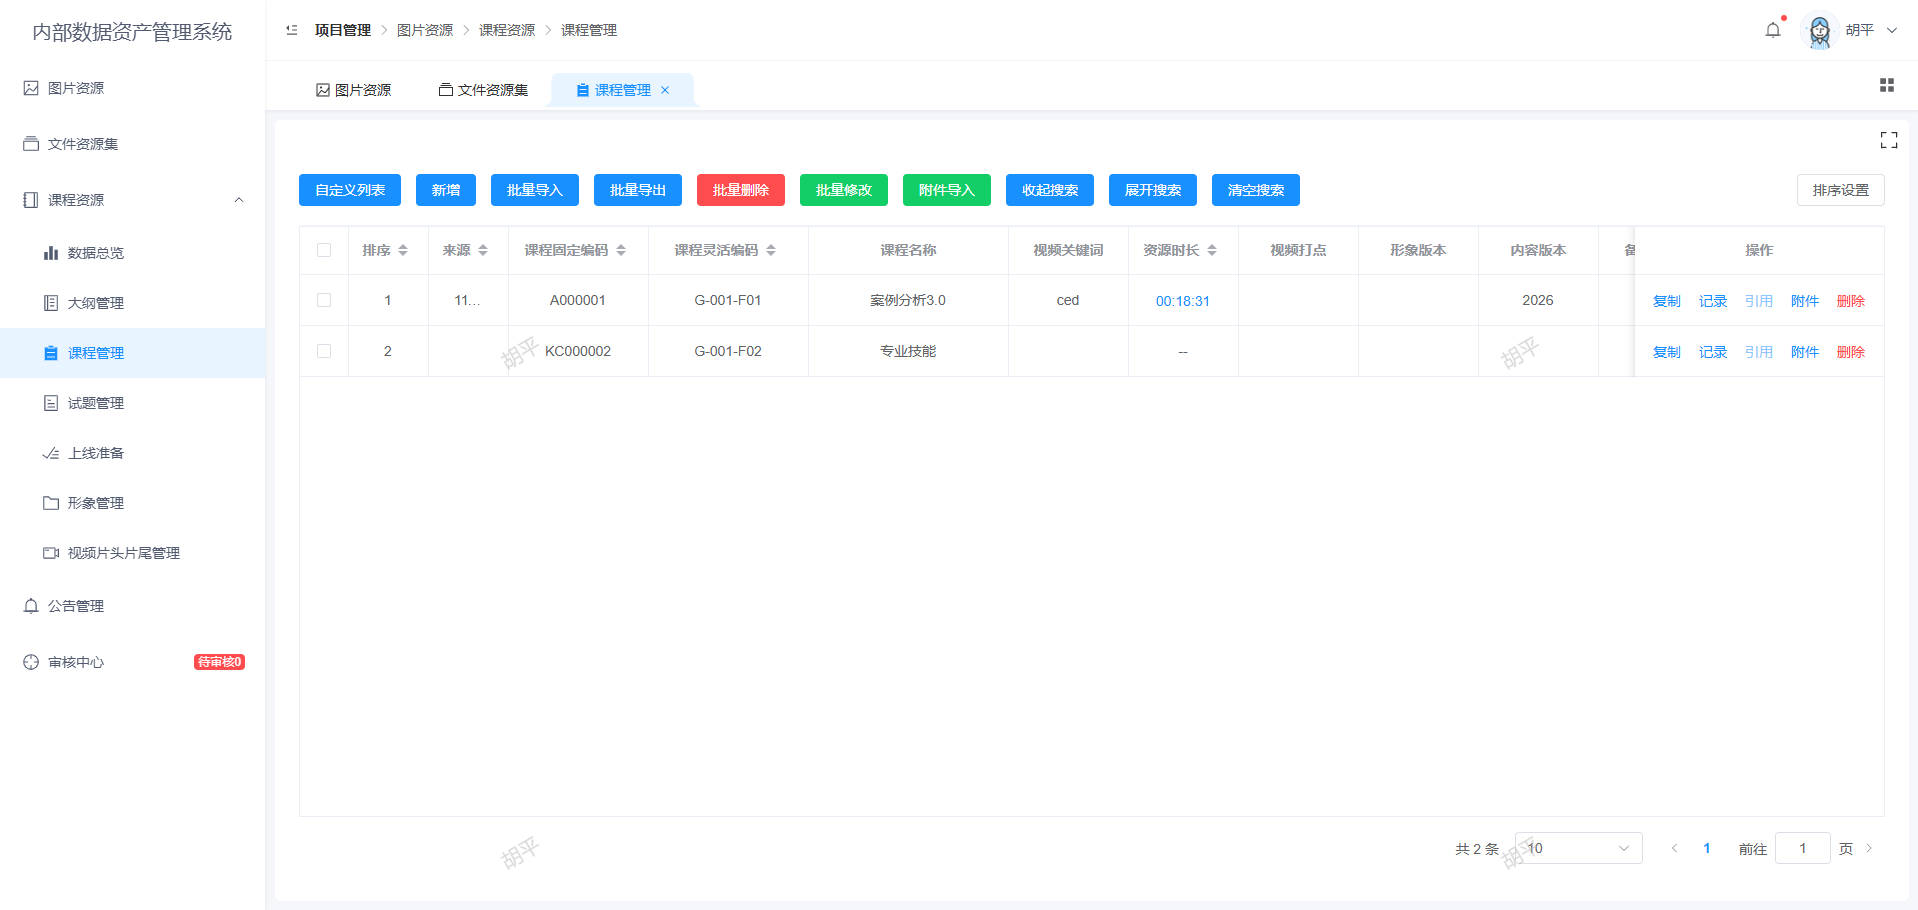 内部数据资产管理系统
项目管理 > 图片资源 > 课程资源 > 课程管理
胡平
图片资源
文件资源集
课程资源
数据总览
大纲管理
课程管理
试题管理
上线准备
形象管理
视频片头片尾管理
公告管理
审核中心 待审核0
图片资源 文件资源集 课程管理 ×
自定义列表 新增 批量导入 批量导出 批量删除 批量修改 附件导入 收起搜索 展开搜索 清空搜索 排序设置
排序 来源 课程固定编码 课程灵活编码 课程名称 视频关键词 资源时长 视频打点 形象版本 内容版本 操作
1 11... A000001 G-001-F01 案例分析3.0 ced 00:18:31 2026 复制 记录 引用 附件 删除
2 KC000002 G-001-F02 专业技能 -- 复制 记录 引用 附件 删除
胡平 胡平
胡平 胡平
共 2 条 10 < 1 前往 1 页 >